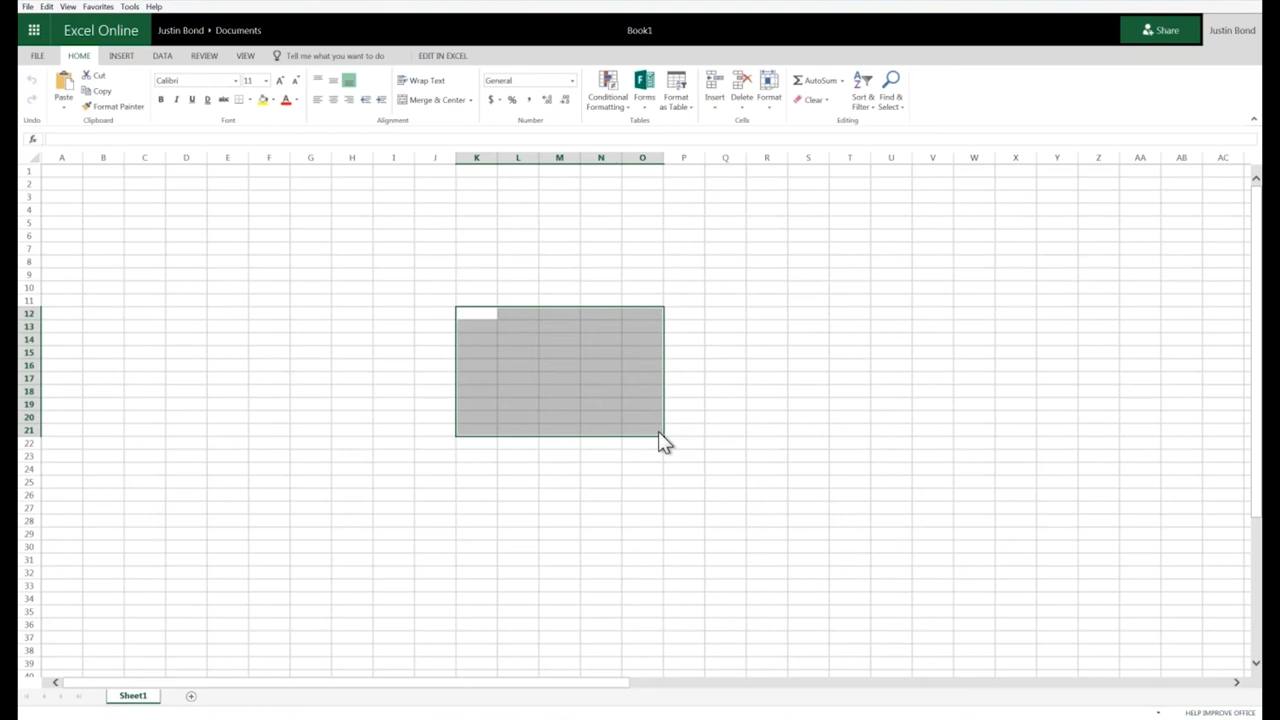 File Edit View Favorites Tools Help
Excel Online Justin Bond Documents Book1 Share Justin Bond
FILE HOME INSERT DATA REVIEW VIEW Tell me what you want to do EDIT IN EXCEL
Cut
Copy
Format Painter
Paste
Undo
Clipboard
Calibri 11
B I U D abc A
Font
Wrap Text
Merge & Center
Alignment
General
$ % ,
Number
Conditional Formatting
Forms
Format as Table
Tables
Insert Delete Format
Cells
AutoSum
Clear
Sort & Filter
Find & Select
Editing
fx
A B C D E F G H I J K L M N O P Q R S T U V W X Y Z AA AB AC
1
2
3
4
5
6
7
8
9
10
11
12
13
14
15
16
17
18
19
20
21
22
23
24
25
26
27
28
29
30
31
32
33
34
35
36
37
38
39
40
Sheet1
HELP IMPROVE OFFICE